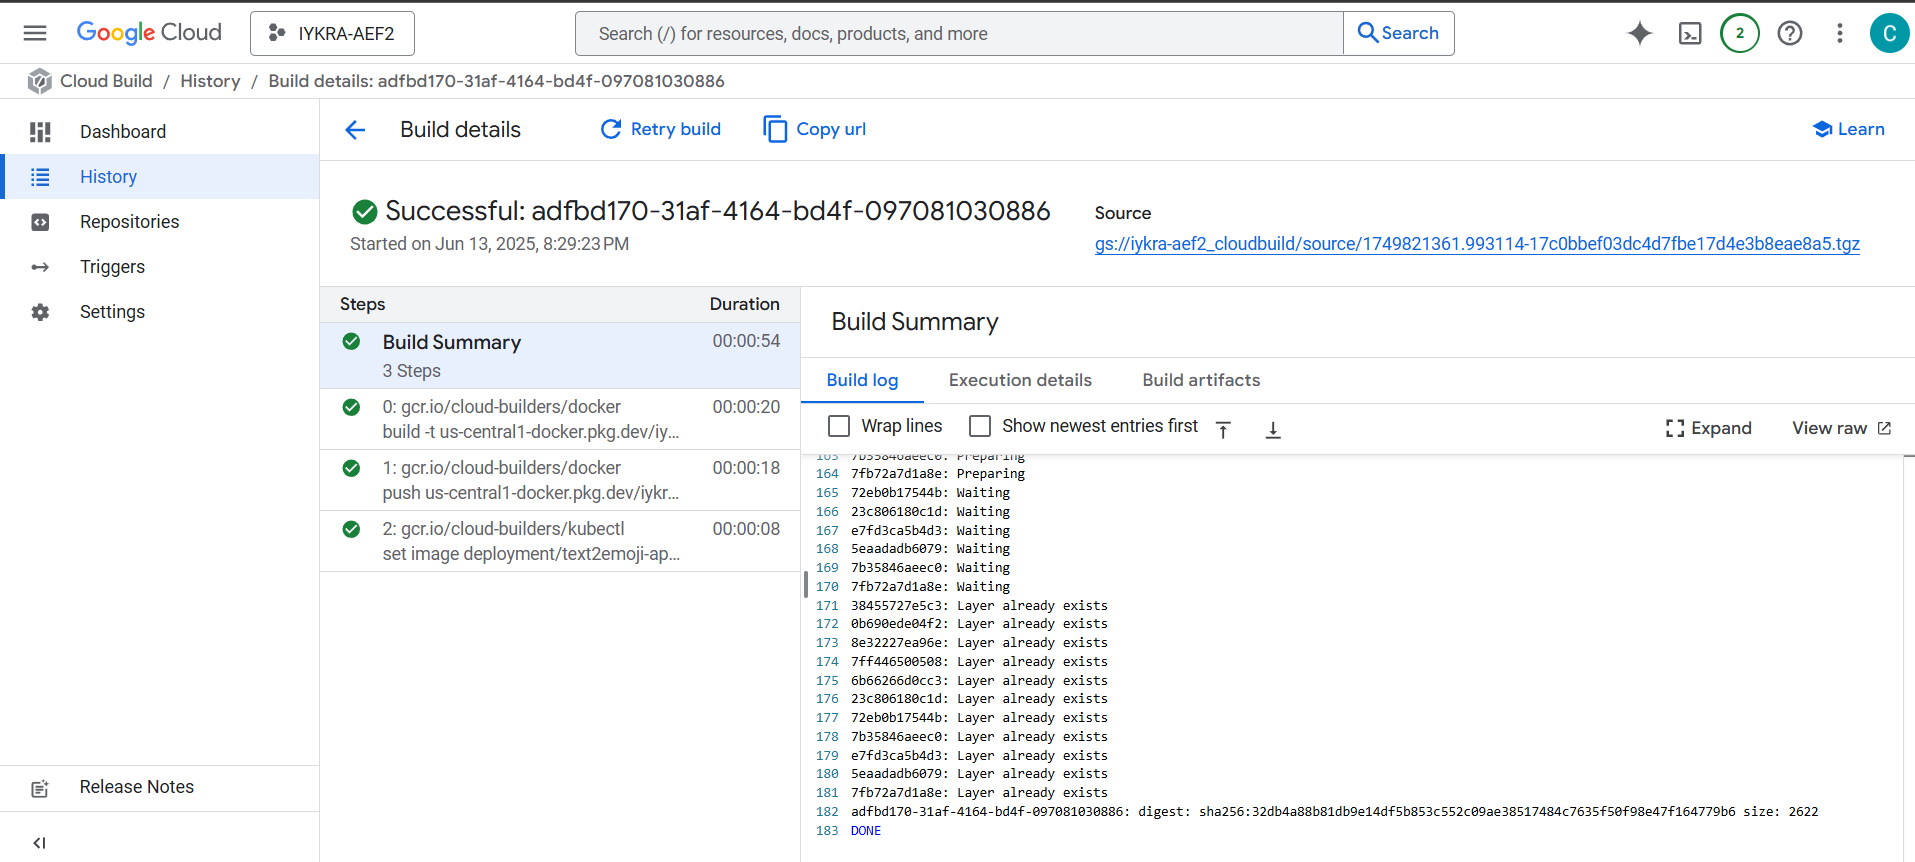 Google Cloud
IYKRA-AEF2
Search (/) for resources, docs, products, and more
Search
2
C
Cloud Build / History / Build details: adfbd170-31af-4164-bd4f-097081030886
Dashboard
History
Repositories
Triggers
Settings
Release Notes
Build details
Retry build
Copy url
Learn
Successful: adfbd170-31af-4164-bd4f-097081030886
Started on Jun 13, 2025, 8:29:23 PM
Source
gs://iykra-aef2_cloudbuild/source/1749821361.993114-17c0bbef03dc4d7fbe17d4e3b8eae8a5.tgz
Steps Duration
Build Summary 00:00:54
3 Steps
0: gcr.io/cloud-builders/docker 00:00:20
build -t us-central1-docker.pkg.dev/iy...
1: gcr.io/cloud-builders/docker 00:00:18
push us-central1-docker.pkg.dev/iykr...
2: gcr.io/cloud-builders/kubectl 00:00:08
set image deployment/text2emoji-ap...
Build Summary
Build log Execution details Build artifacts
Wrap lines Show newest entries first Expand View raw
163 7b35846aeec0: Preparing
164 7fb72a7d1a8e: Preparing
165 72eb0b17544b: Waiting
166 23c806180c1d: Waiting
167 e7fd3ca5b4d3: Waiting
168 5eaadadb6079: Waiting
169 7b35846aeec0: Waiting
170 7fb72a7d1a8e: Waiting
171 38455727e5c3: Layer already exists
172 0b690ede04f2: Layer already exists
173 8e32227ea96e: Layer already exists
174 7ff446500508: Layer already exists
175 6b66266d0cc3: Layer already exists
176 23c806180c1d: Layer already exists
177 72eb0b17544b: Layer already exists
178 7b35846aeec0: Layer already exists
179 e7fd3ca5b4d3: Layer already exists
180 5eaadadb6079: Layer already exists
181 7fb72a7d1a8e: Layer already exists
182 adfbd170-31af-4164-bd4f-097081030886: digest: sha256:32db4a88b81db9e14df5b853c552c09ae38517484c7635f50f98e47f164779b6 size: 2622
183 DONE